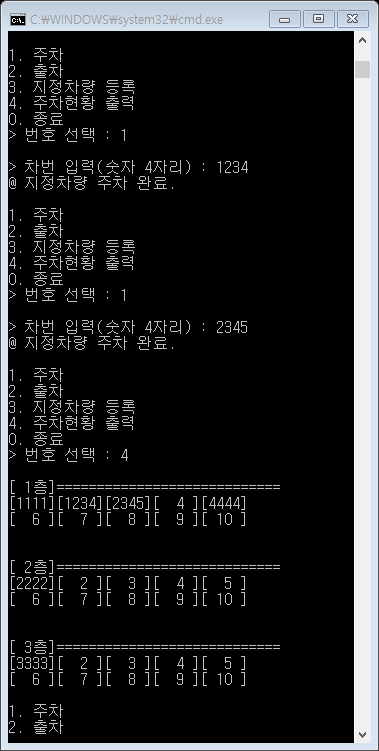 C:\WINDOWS\system32\cmd.exe
1. 주차
2. 출차
3. 지정차량 등록
4. 주차현황 출력
0. 종료
> 번호 선택 : 1
> 차번 입력(숫자 4자리) : 1234
@ 지정차량 주차 완료.
1. 주차
2. 출차
3. 지정차량 등록
4. 주차현황 출력
0. 종료
> 번호 선택 : 1
> 차번 입력(숫자 4자리) : 2345
@ 지정차량 주차 완료.
1. 주차
2. 출차
3. 지정차량 등록
4. 주차현황 출력
0. 종료
> 번호 선택 : 4
[ 1층]============================
[1111][1234][2345][  4 ][4444]
[  6 ][  7 ][  8 ][  9 ][ 10 ]
[ 2층]============================
[2222][  2 ][  3 ][  4 ][  5 ]
[  6 ][  7 ][  8 ][  9 ][ 10 ]
[ 3층]============================
[3333][  2 ][  3 ][  4 ][  5 ]
[  6 ][  7 ][  8 ][  9 ][ 10 ]
1. 주차
2. 출차